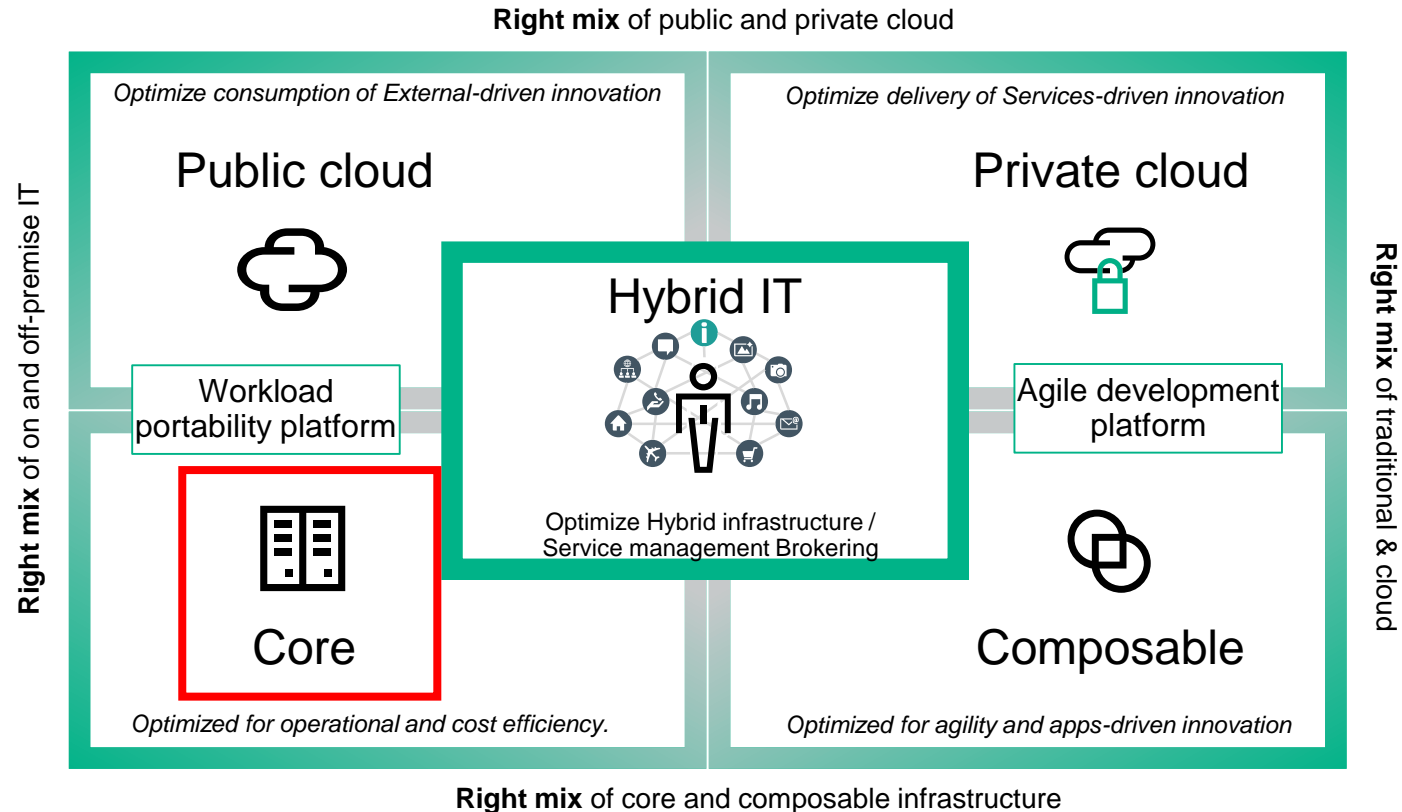 Right mix of public and private cloud
Optimize consumption of External-driven innovation
Optimize delivery of Services-driven innovation
Public cloud
Private cloud
Right mix of on and off-premise IT
Right mix of traditional & cloud
Hybrid IT
i
Workload
portability platform
Agile development
platform
Optimize Hybrid infrastructure /
Service management Brokering
Core
Composable
Optimized for operational and cost efficiency.
Optimized for agility and apps-driven innovation
Right mix of core and composable infrastructure